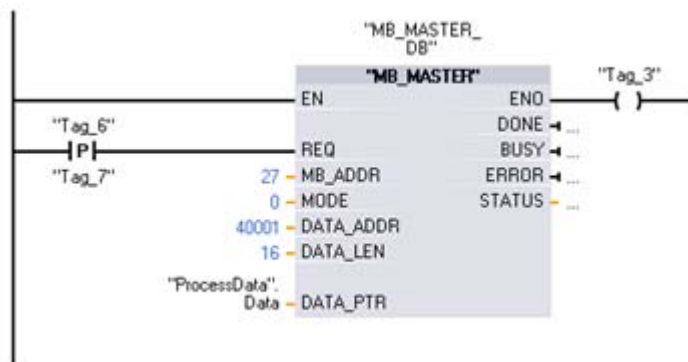 "MB_MASTER_
DB"
"MB_MASTER"
"Tag_3"
EN ENO
( )
"Tag_6"
DONE ...
P REQ BUSY ...
"Tag_7"
27 MB_ADDR ERROR ...
0 MODE STATUS ...
40001 DATA_ADDR
16 DATA_LEN
"ProcessData".
Data DATA_PTR